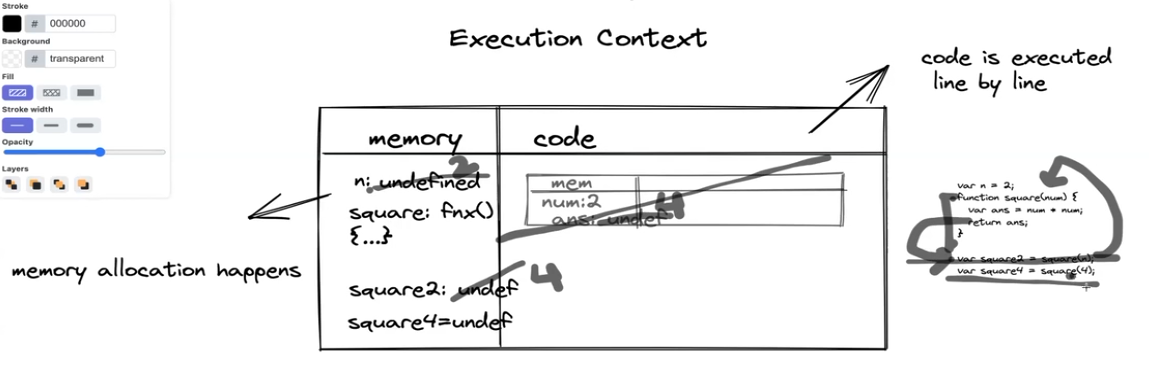 Stroke
# 000000
Background
# transparent
Fill
Stroke width
Opacity
Layers
Execution Context
code is executed
line by line
memory
code
2
n: undefined
square: fnx()
{...}
mem
num:2
ans: undef
4
square2: undef
4
square4=undef
memory allocation happens
var n = 2;
function square(num) {
var ans = num * num;
return ans;
}
var square2 = square(n);
var square4 = square(4);